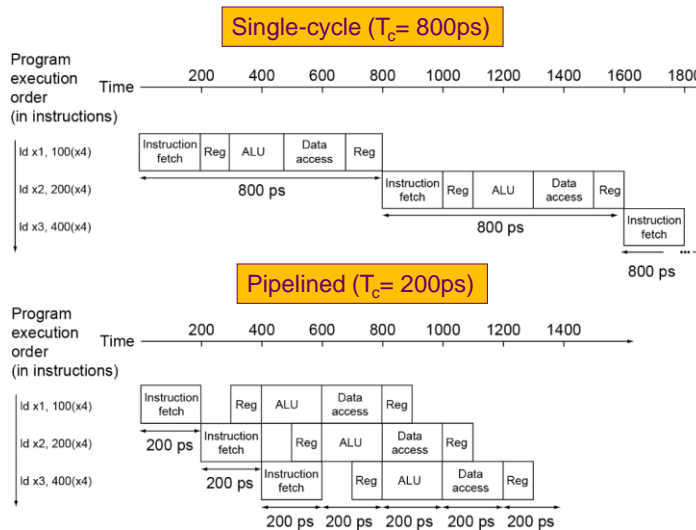 Single-cycle (Tc= 800ps)
Program
execution
order
(in instructions)
Time
200 400 600 800 1000 1200 1400 1600 1800
ld x1, 100(x4)
Instruction
fetch
Reg
ALU
Data
access
Reg
800 ps
ld x2, 200(x4)
Instruction
fetch
Reg
ALU
Data
access
Reg
800 ps
ld x3, 400(x4)
Instruction
fetch
800 ps
...
Pipelined (Tc= 200ps)
Program
execution
order
(in instructions)
Time
200 400 600 800 1000 1200 1400
ld x1, 100(x4)
Instruction
fetch
Reg
ALU
Data
access
Reg
200 ps
ld x2, 200(x4)
Instruction
fetch
Reg
ALU
Data
access
Reg
200 ps
ld x3, 400(x4)
Instruction
fetch
Reg
ALU
Data
access
Reg
200 ps 200 ps 200 ps 200 ps 200 ps